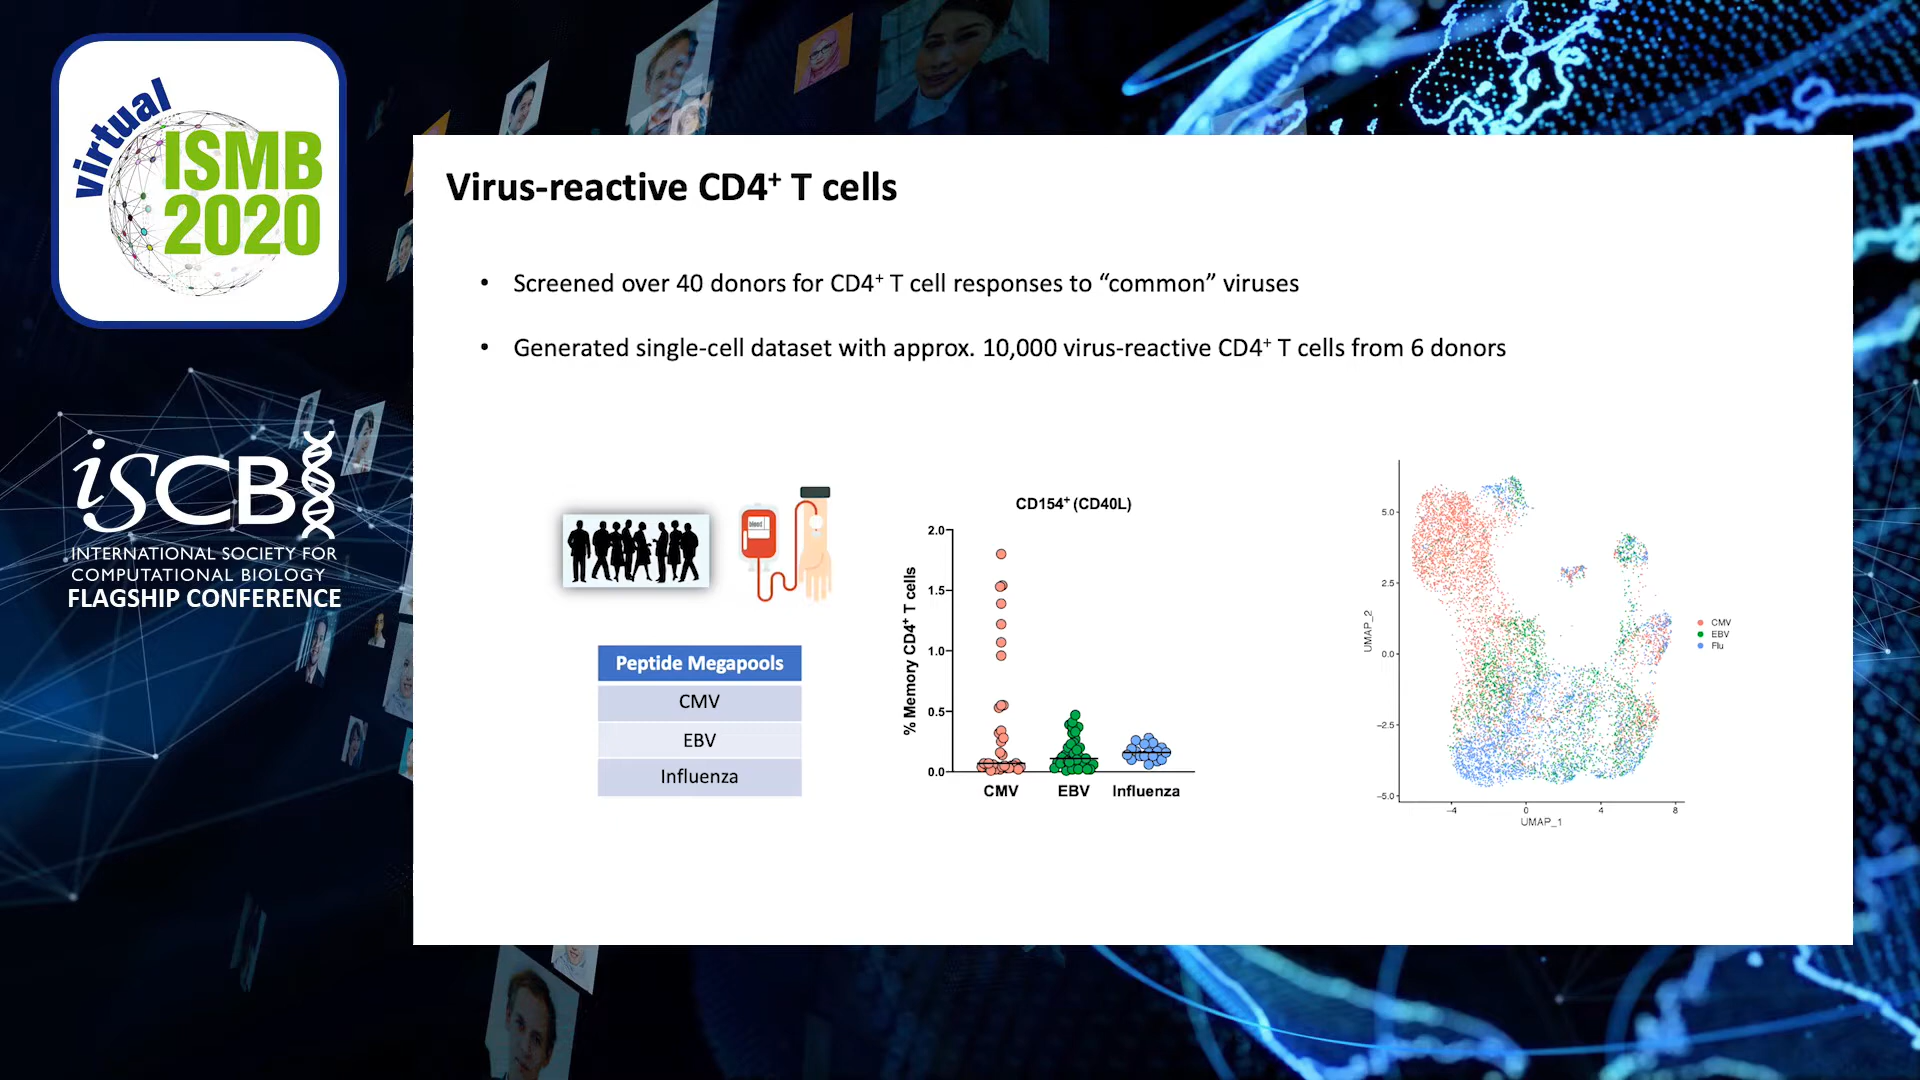 virtual
ISMB
2020
iSCB
INTERNATIONAL SOCIETY FOR
COMPUTATIONAL BIOLOGY
FLAGSHIP CONFERENCE
Virus-reactive CD4⁺ T cells
• Screened over 40 donors for CD4⁺ T cell responses to “common” viruses
• Generated single-cell dataset with approx. 10,000 virus-reactive CD4⁺ T cells from 6 donors
blood
Peptide Megapools
CMV
EBV
Influenza
CD154⁺ (CD40L)
% Memory CD4⁺ T cells
2.0
1.5
1.0
0.5
0.0
CMV EBV Influenza
UMAP_2
5.0
2.5
0.0
−2.5
−5.0
−4 0 4 8
UMAP_1
CMV
EBV
Flu